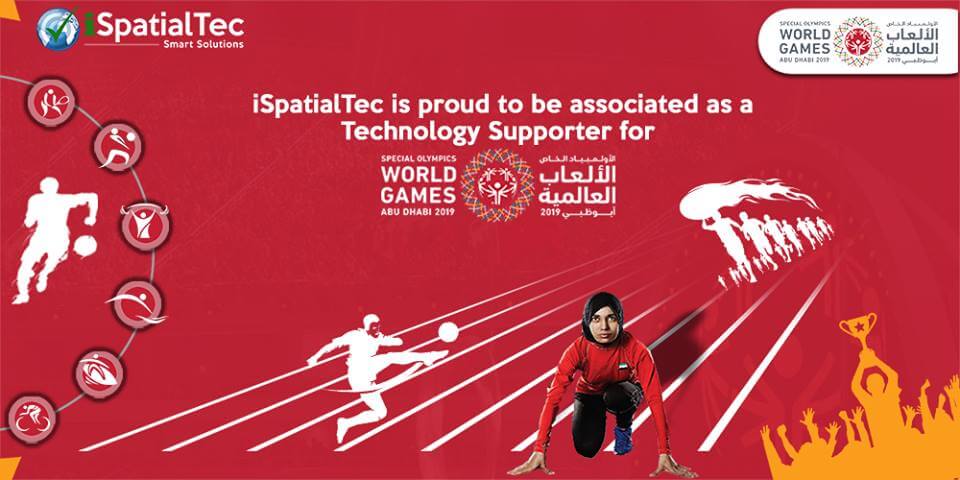 iSpatialTec
Smart Solutions
SPECIAL OLYMPICS
WORLD
GAMES
ABU DHABI 2019
الأولمبياد الخاص
الألعاب
العالمية
أبوظبي 2019
iSpatialTec is proud to be associated as a
Technology Supporter for
SPECIAL OLYMPICS
WORLD
GAMES
ABU DHABI 2019
الأولمبياد الخاص
الألعاب
العالمية
أبوظبي 2019